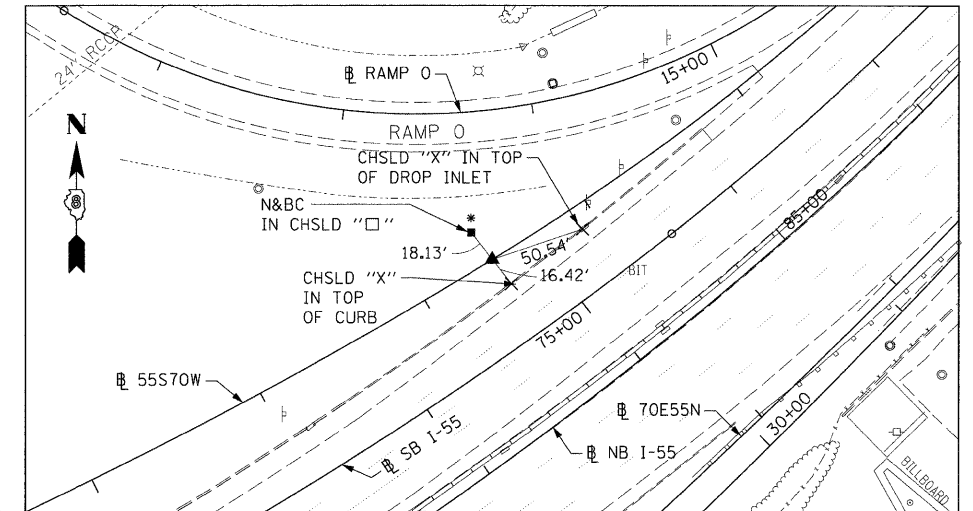 24" RCCP
℄ RAMP O
15+00
RAMP O
N
8
CHSLD "X" IN TOP
OF DROP INLET
N&BC
IN CHSLD "□"
*
18.13'
50.54'
16.42'
85+00
BIT
CHSLD "X"
IN TOP
OF CURB
75+00
℄ 55S70W
℄ SB I-55
℄ NB I-55
℄ 70E55N
30+00
BILLBOARD